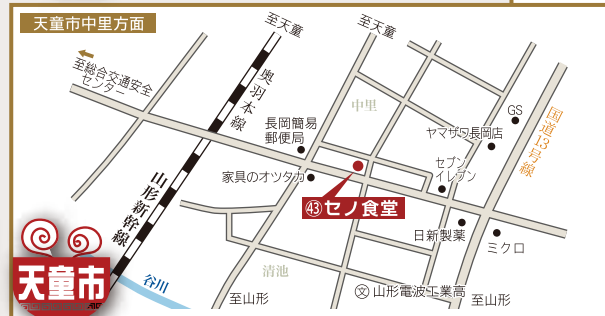 天童市中里方面
至天童
至天童
至総合交通安全
センター
奥羽本線
中里
GS
国道13号線
長岡簡易
郵便局
ヤマザワ長岡店
セブン
イレブン
家具のオツタカ
㊸セノ食堂
山形新幹線
日新製薬
ミクロ
清池
天童市
谷川
至山形
文山形電波工業高
至山形